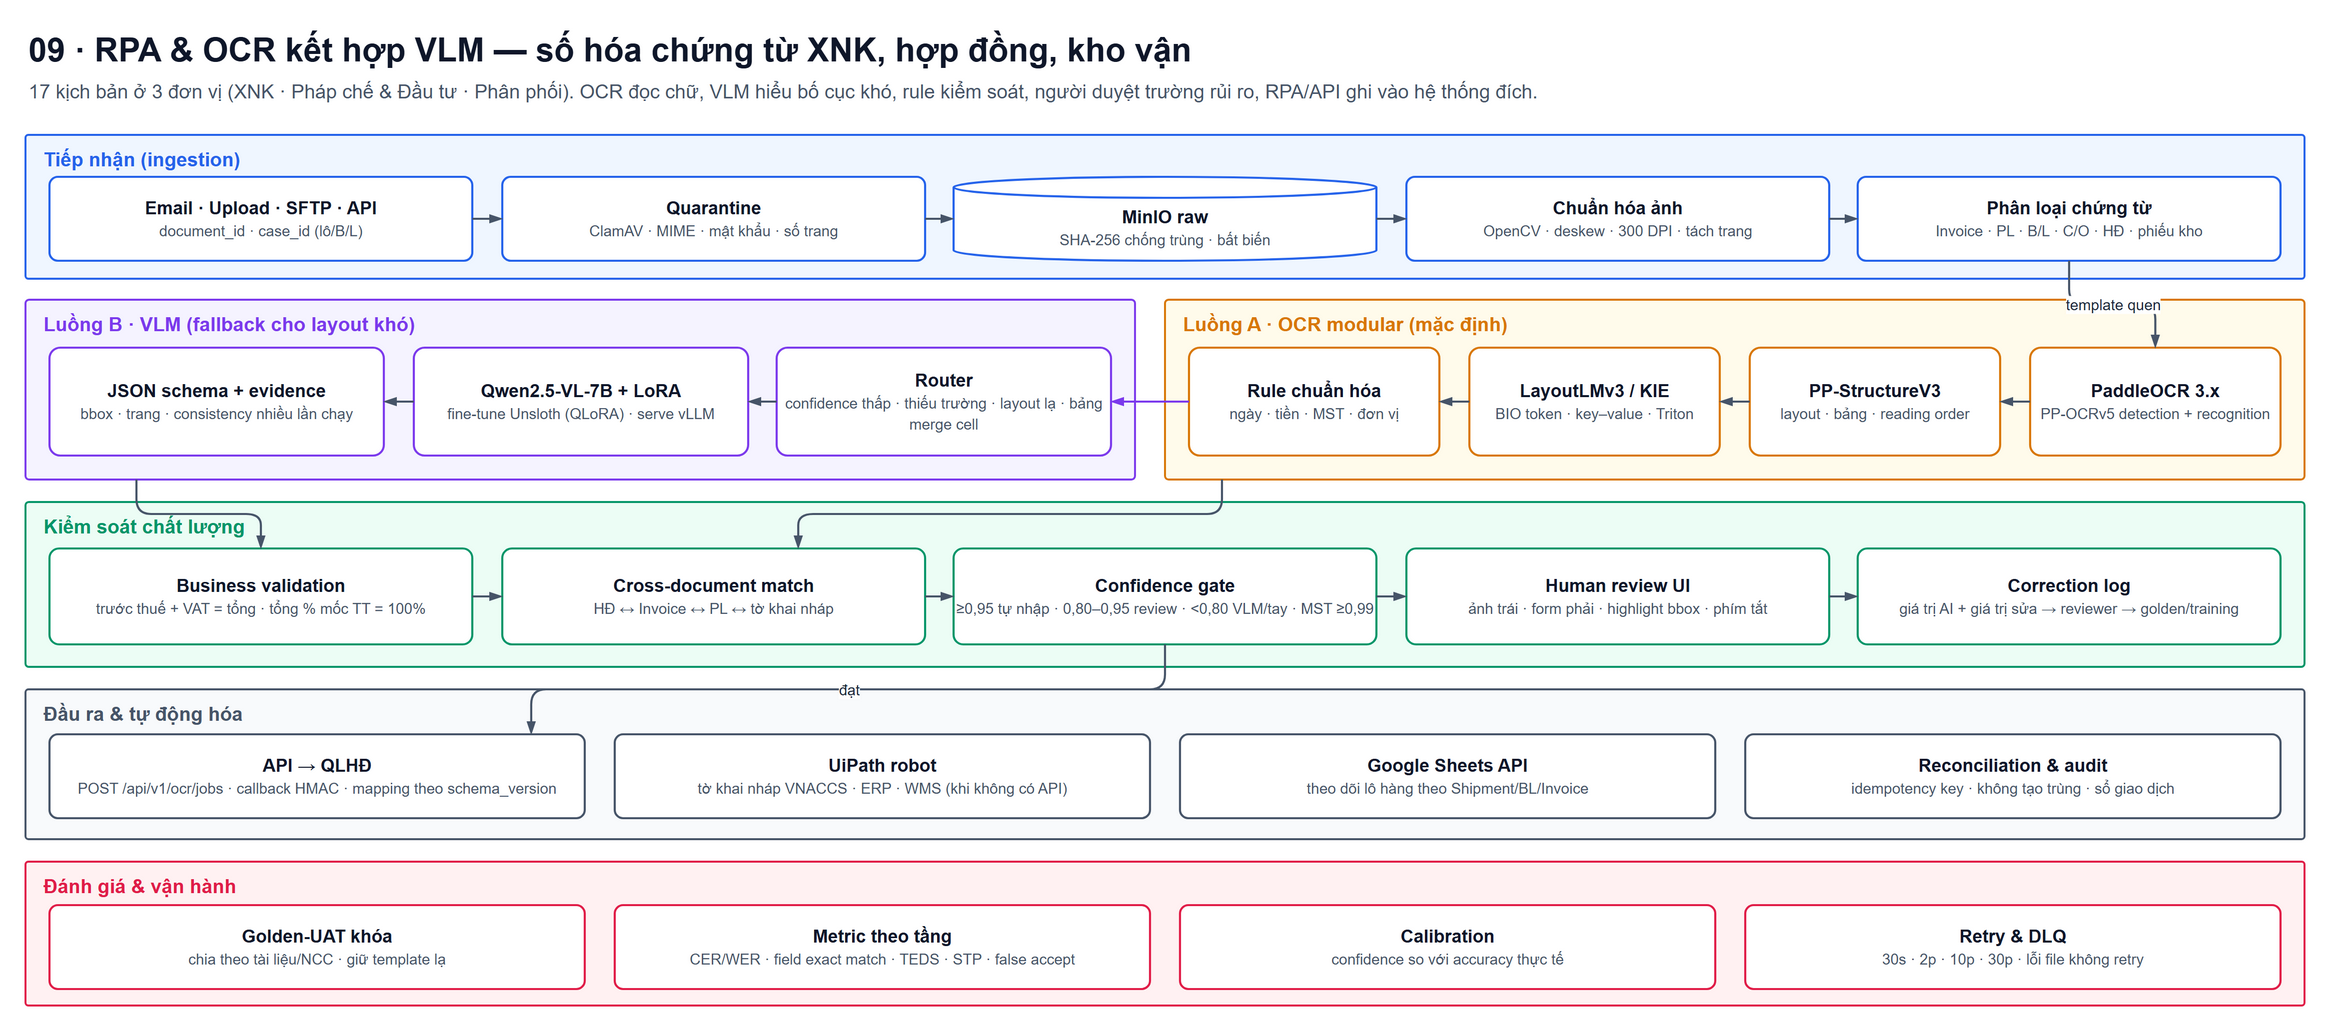 09 · RPA & OCR kết hợp VLM — số hóa chứng từ XNK, hợp đồng, kho vận
17 kịch bản ở 3 đơn vị (XNK · Pháp chế & Đầu tư · Phân phối). OCR đọc chữ, VLM hiểu bố cục khó, rule kiểm soát, người duyệt trường rủi ro, RPA/API ghi vào hệ thống đích.
Tiếp nhận (ingestion)
Email · Upload · SFTP · API
document_id · case_id (lô/B/L)
Quarantine
ClamAV · MIME · mật khẩu · số trang
MinIO raw
SHA-256 chống trùng · bất biến
Chuẩn hóa ảnh
OpenCV · deskew · 300 DPI · tách trang
Phân loại chứng từ
Invoice · PL · B/L · C/O · HĐ · phiếu kho
template quen
Luồng B · VLM (fallback cho layout khó)
JSON schema + evidence
bbox · trang · consistency nhiều lần chạy
Qwen2.5-VL-7B + LoRA
fine-tune Unsloth (QLoRA) · serve vLLM
Router
confidence thấp · thiếu trường · layout lạ · bảng
merge cell
Luồng A · OCR modular (mặc định)
Rule chuẩn hóa
ngày · tiền · MST · đơn vị
LayoutLMv3 / KIE
BIO token · key–value · Triton
PP-StructureV3
layout · bảng · reading order
PaddleOCR 3.x
PP-OCRv5 detection + recognition
Kiểm soát chất lượng
Business validation
trước thuế + VAT = tổng · tổng % mốc TT = 100%
Cross-document match
HĐ ↔ Invoice ↔ PL ↔ tờ khai nháp
Confidence gate
≥0,95 tự nhập · 0,80–0,95 review · <0,80 VLM/tay · MST ≥0,99
Human review UI
ảnh trái · form phải · highlight bbox · phím tắt
Correction log
giá trị AI + giá trị sửa → reviewer → golden/training
đạt
Đầu ra & tự động hóa
API → QLHĐ
POST /api/v1/ocr/jobs · callback HMAC · mapping theo schema_version
UiPath robot
tờ khai nháp VNACCS · ERP · WMS (khi không có API)
Google Sheets API
theo dõi lô hàng theo Shipment/BL/Invoice
Reconciliation & audit
idempotency key · không tạo trùng · sổ giao dịch
Đánh giá & vận hành
Golden-UAT khóa
chia theo tài liệu/NCC · giữ template lạ
Metric theo tầng
CER/WER · field exact match · TEDS · STP · false accept
Calibration
confidence so với accuracy thực tế
Retry & DLQ
30s · 2p · 10p · 30p · lỗi file không retry